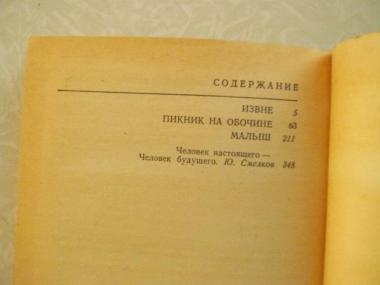 СОДЕРЖАНИЕ
ИЗВНЕ 5
ПИКНИК НА ОБОЧИНЕ 63
МАЛЫШ 211
Человек настоящего —
Человек будущего. Ю. Смелков 348